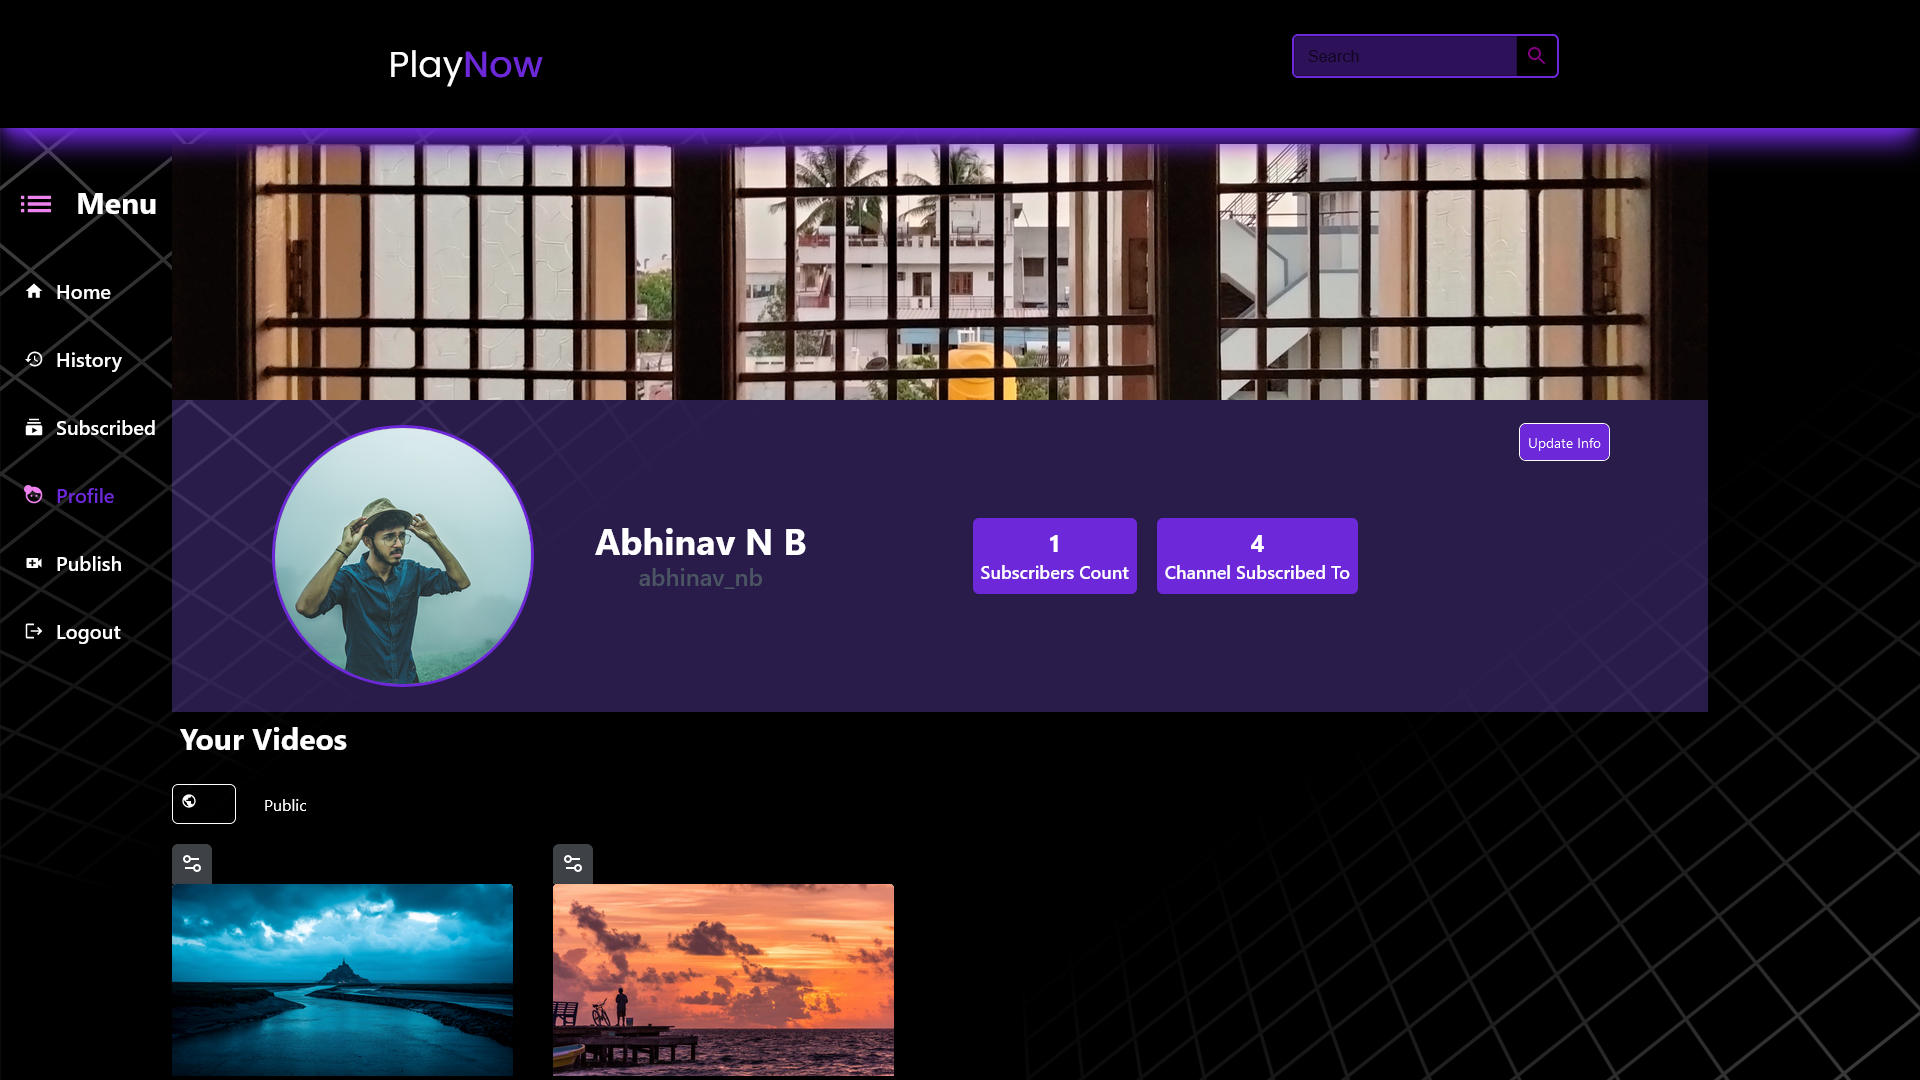 PlayNow
Search
Menu
Home
History
Subscribed
Profile
Publish
Logout
Update Info
Abhinav N B
abhinav_nb
1
Subscribers Count
4
Channel Subscribed To
Your Videos
Public